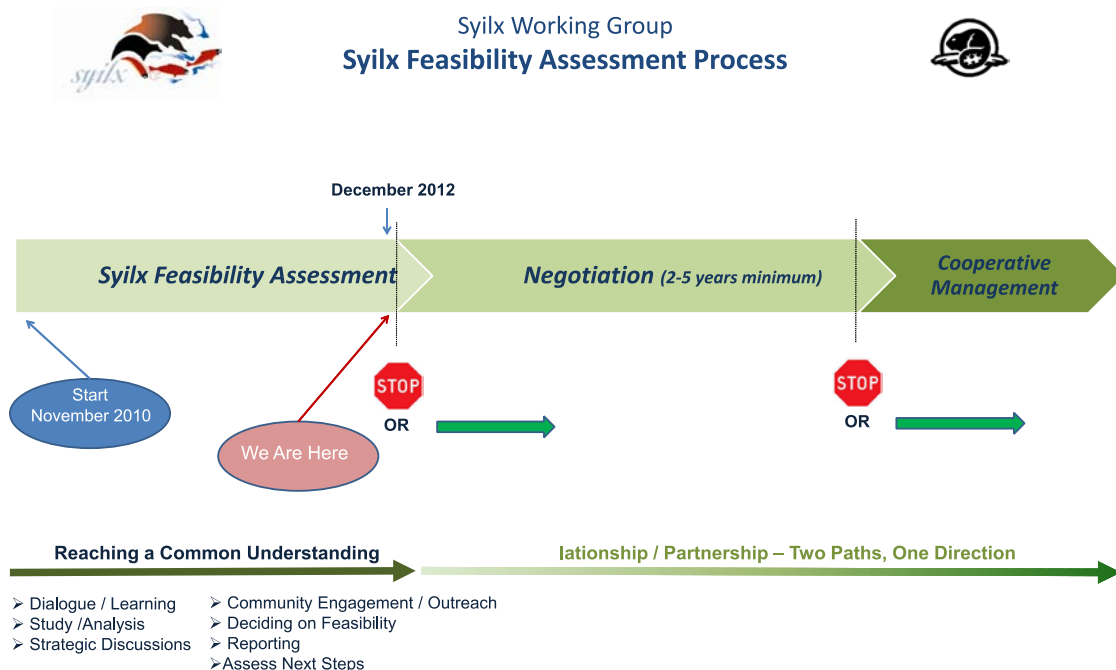 syilx
Syilx Working Group
Syilx Feasibility Assessment Process
December 2012
Syilx Feasibility Assessment
Negotiation (2-5 years minimum)
Cooperative
Management
Start
November 2010
We Are Here
STOP
OR
STOP
OR
Reaching a Common Understanding
lationship / Partnership – Two Paths, One Direction
➢ Dialogue / Learning
➢ Study /Analysis
➢ Strategic Discussions
➢ Community Engagement / Outreach
➢ Deciding on Feasibility
➢ Reporting
➢Assess Next Steps